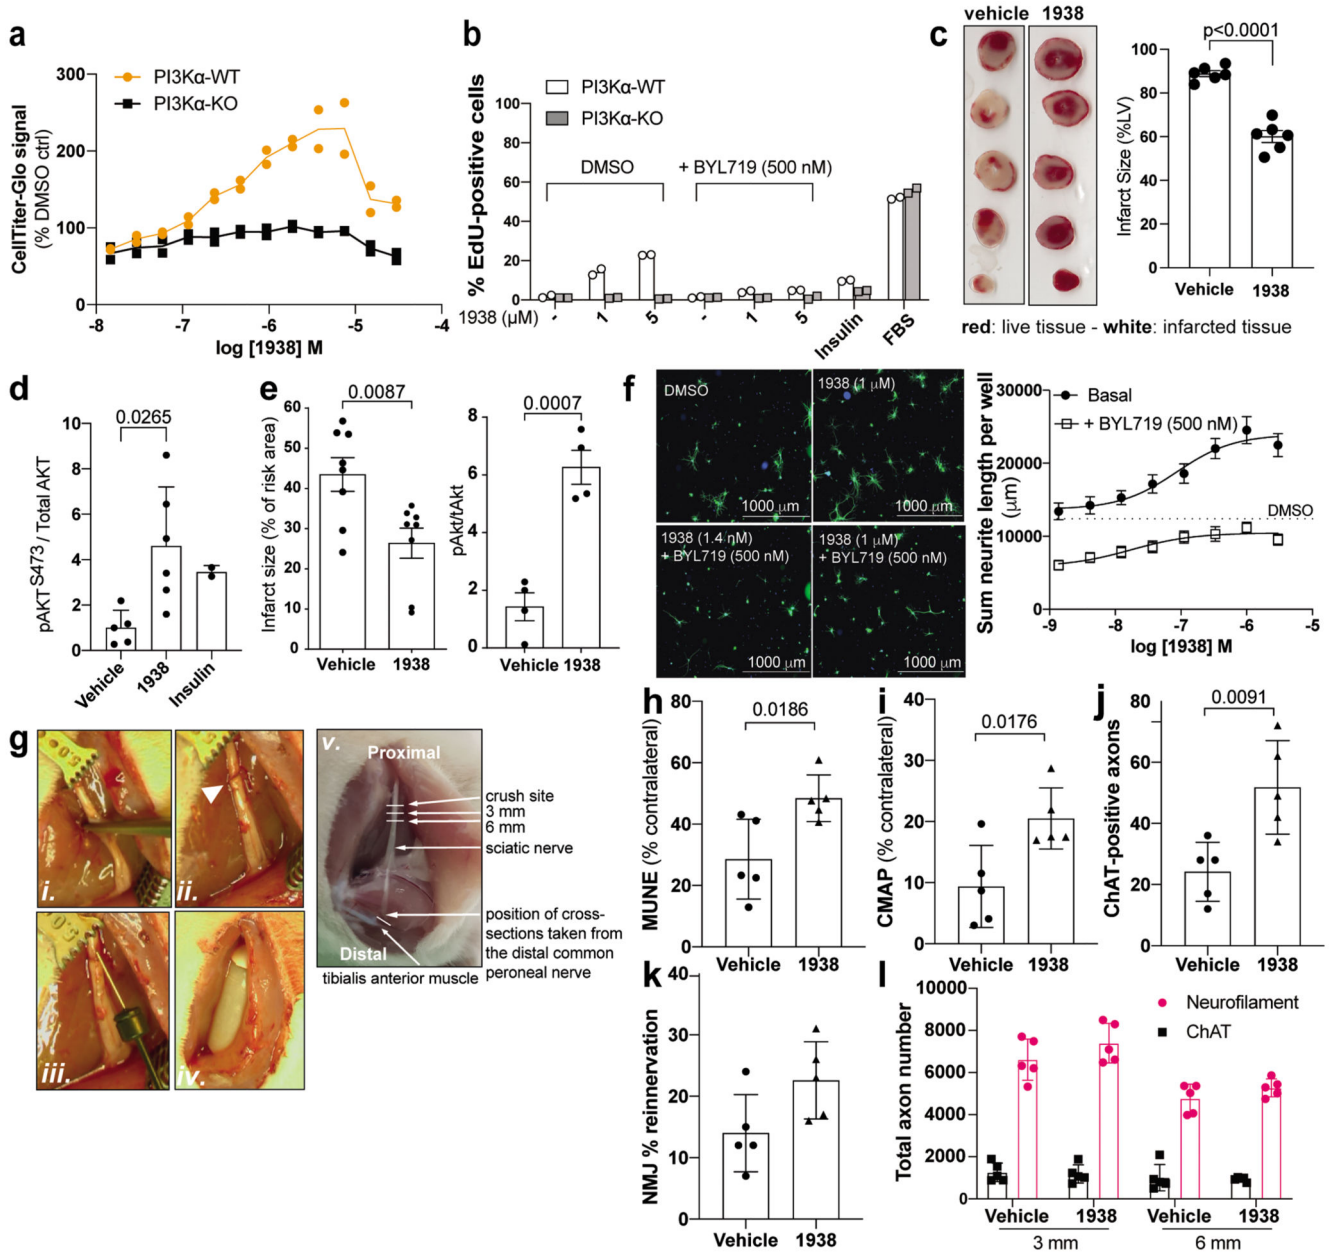 a
CellTiter-Glo signal
(% DMSO ctrl)
300
200
100
0
PI3Kα-WT
PI3Kα-KO
-8
-7
-6
-5
-4
log [1938] M
b
% EdU-positive cells
100
80
60
40
20
0
PI3Kα-WT
PI3Kα-KO
DMSO
+ BYL719 (500 nM)
1938 (μM)
-
1
5
-
1
5
Insulin
FBS
c
vehicle 1938
p<0.0001
Infarct Size (%LV)
100
80
60
40
20
0
Vehicle
1938
red: live tissue - white: infarcted tissue
d
0.0265
pAKT S473 / Total AKT
10
8
6
4
2
0
Vehicle
1938
Insulin
e
0.0087
Infarct size (% of risk area)
60
50
40
30
20
10
0
Vehicle 1938
0.0007
pAkt/tAkt
8
6
4
2
0
Vehicle 1938
f
DMSO
1000 μm
1938 (1 μM)
1000 μm
1938 (1.4 nM)
+ BYL719 (500 nM)
1000 μm
1938 (1 μM)
+ BYL719 (500 nM)
1000 μm
Sum neurite length per well
(μm)
30000
20000
10000
0
Basal
+ BYL719 (500 nM)
DMSO
-9
-8
-7
-6
-5
log [1938] M
g
5.0
i.
ii.
iii.
iv.
v.
Proximal
Distal
crush site
3 mm
6 mm
sciatic nerve
position of cross-
sections taken from
the distal common
peroneal nerve
tibialis anterior muscle
h
0.0186
MUNE (% contralateral)
80
60
40
20
0
Vehicle 1938
i
0.0176
CMAP (% contralateral)
40
30
20
10
0
Vehicle 1938
j
0.0091
ChAT-positive axons
80
60
40
20
0
Vehicle 1938
k
NMJ % reinnervation
40
30
20
10
0
Vehicle 1938
l
Total axon number
10000
8000
6000
4000
2000
0
Neurofilament
ChAT
Vehicle 1938 Vehicle 1938
3 mm 6 mm